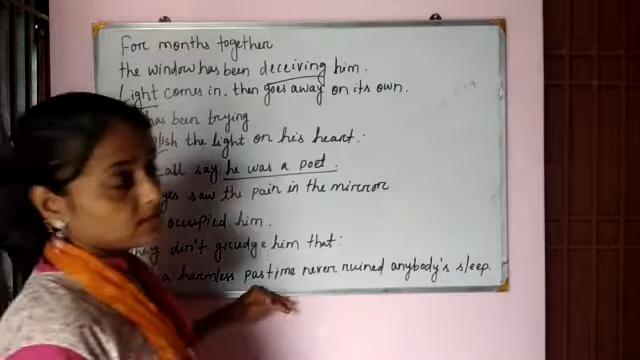 For months together
the window has been deceiving him.
Light comes in, then goes away on its own.
has been trying
the light on his heart.
all say he was a poet.
saw the pain in the mirror
occupied him.
din't grudge him that:
a harmless pastime never ruined anybody's sleep.